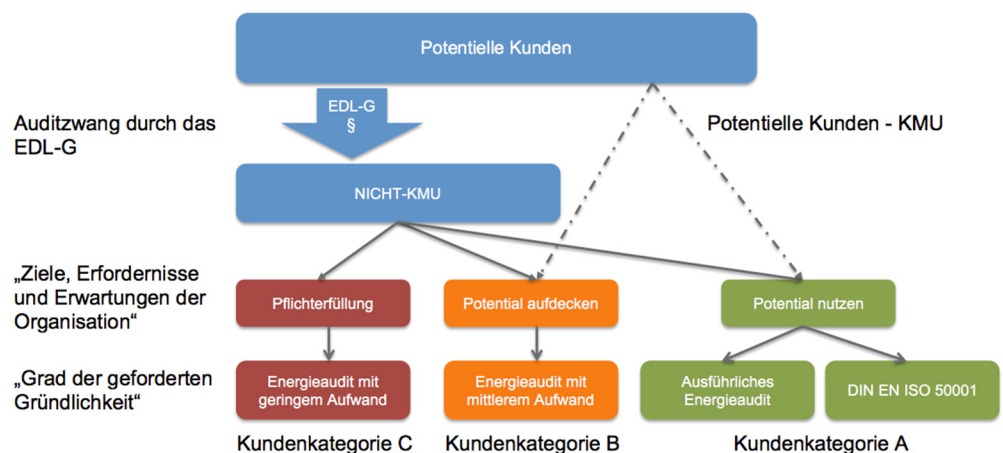 Potentielle Kunden
EDL-G
§
Auditzwang durch das
EDL-G
Potentielle Kunden - KMU
NICHT-KMU
„Ziele, Erfordernisse
und Erwartungen der
Organisation“
Pflichterfüllung
Potential aufdecken
Potential nutzen
„Grad der geforderten
Gründlichkeit“
Energieaudit mit
geringem Aufwand
Energieaudit mit
mittlerem Aufwand
Ausführliches
Energieaudit
DIN EN ISO 50001
Kundenkategorie C
Kundenkategorie B
Kundenkategorie A